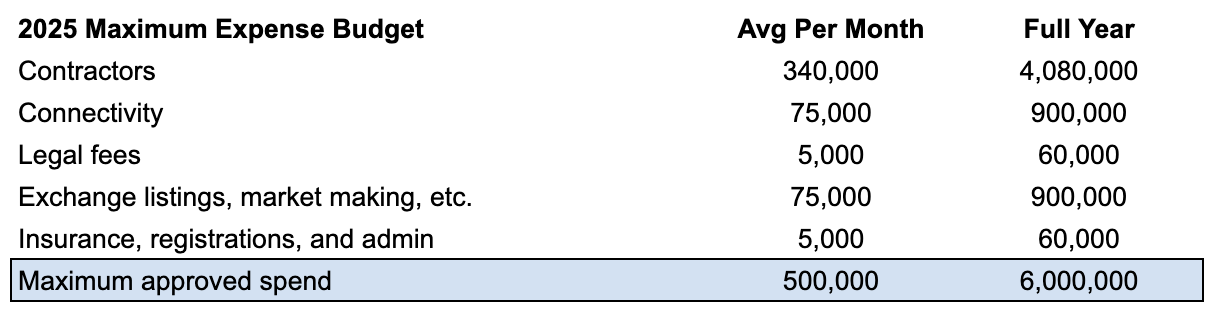 2025 Maximum Expense Budget Avg Per Month Full Year
Contractors 340,000 4,080,000
Connectivity 75,000 900,000
Legal fees 5,000 60,000
Exchange listings, market making, etc. 75,000 900,000
Insurance, registrations, and admin 5,000 60,000
Maximum approved spend 500,000 6,000,000